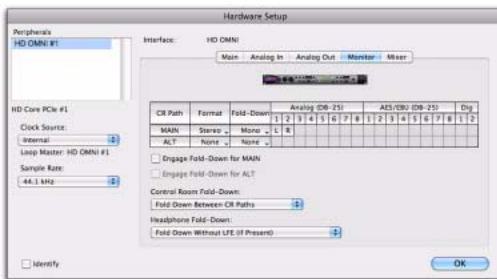 Hardware Setup
Peripherals
HD OMNI #1
Interface: HD OMNI
Main Analog In Analog Out Monitor Mixer
HD Core PCIe #1
Clock Source:
Internal
Loop Master: HD OMNI #1
Sample Rate:
44.1 kHz
CR Path Format Fold-Down Analog (DB-25) AES/EBU (DB-25) Dig
1 2 3 4 5 6 7 8 1 2 3 4 5 6 7 8 1 2
MAIN Stereo Mono L R
ALT None None
Engage Fold-Down for MAIN
Engage Fold-Down for ALT
Control Room Fold-Down:
Fold Down Between CR Paths
Headphone Fold-Down:
Fold Down Without LFE (If Present)
Identify
OK